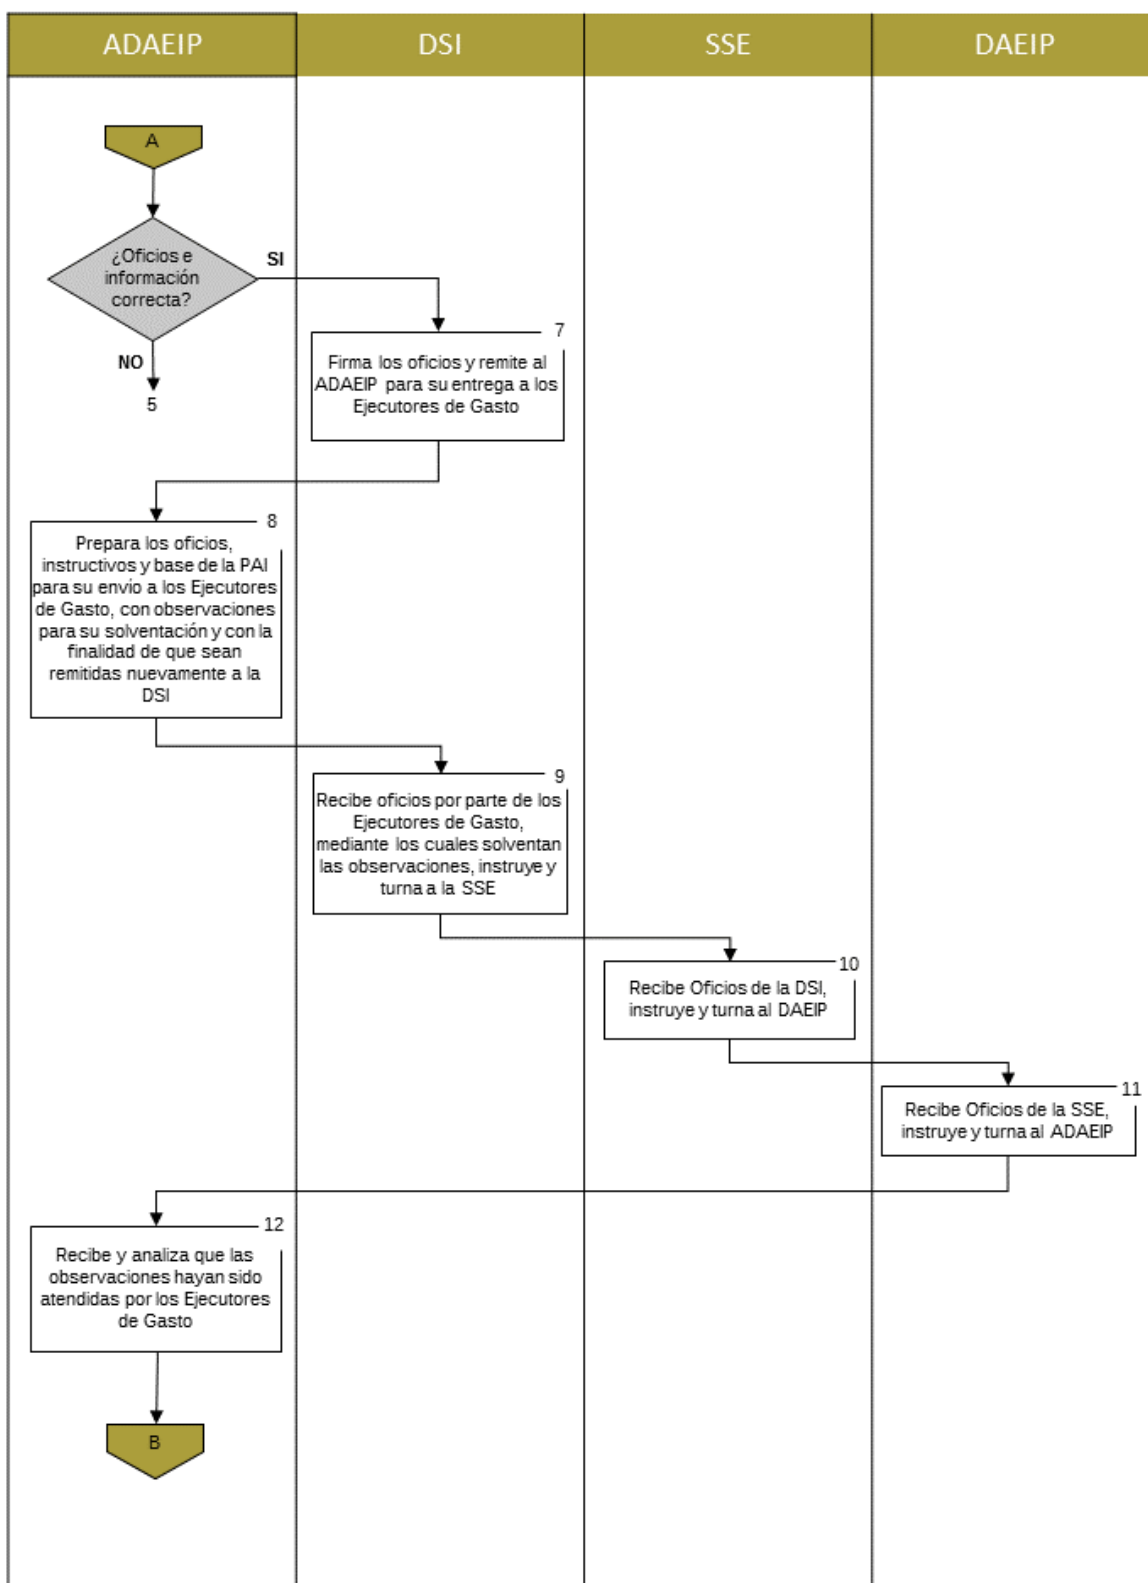 ADAEIP
DSI
SSE
DAEIP
A
¿Oficios e
información
correcta?
SI
NO
5
7
Firma los oficios y remite al
ADAEIP para su entrega a los
Ejecutores de Gasto
8
Prepara los oficios,
instructivos y base de la PAI
para su envío a los Ejecutores
de Gasto, con observaciones
para su solventación y con la
finalidad de que sean
remitidas nuevamente a la
DSI
9
Recibe oficios por parte de los
Ejecutores de Gasto,
mediante los cuales solventan
las observaciones, instruye y
turna a la SSE
10
Recibe Oficios de la DSI,
instruye y turna al DAEIP
11
Recibe Oficios de la SSE,
instruye y turna al ADAEIP
12
Recibe y analiza que las
observaciones hayan sido
atendidas por los Ejecutores
de Gasto
B